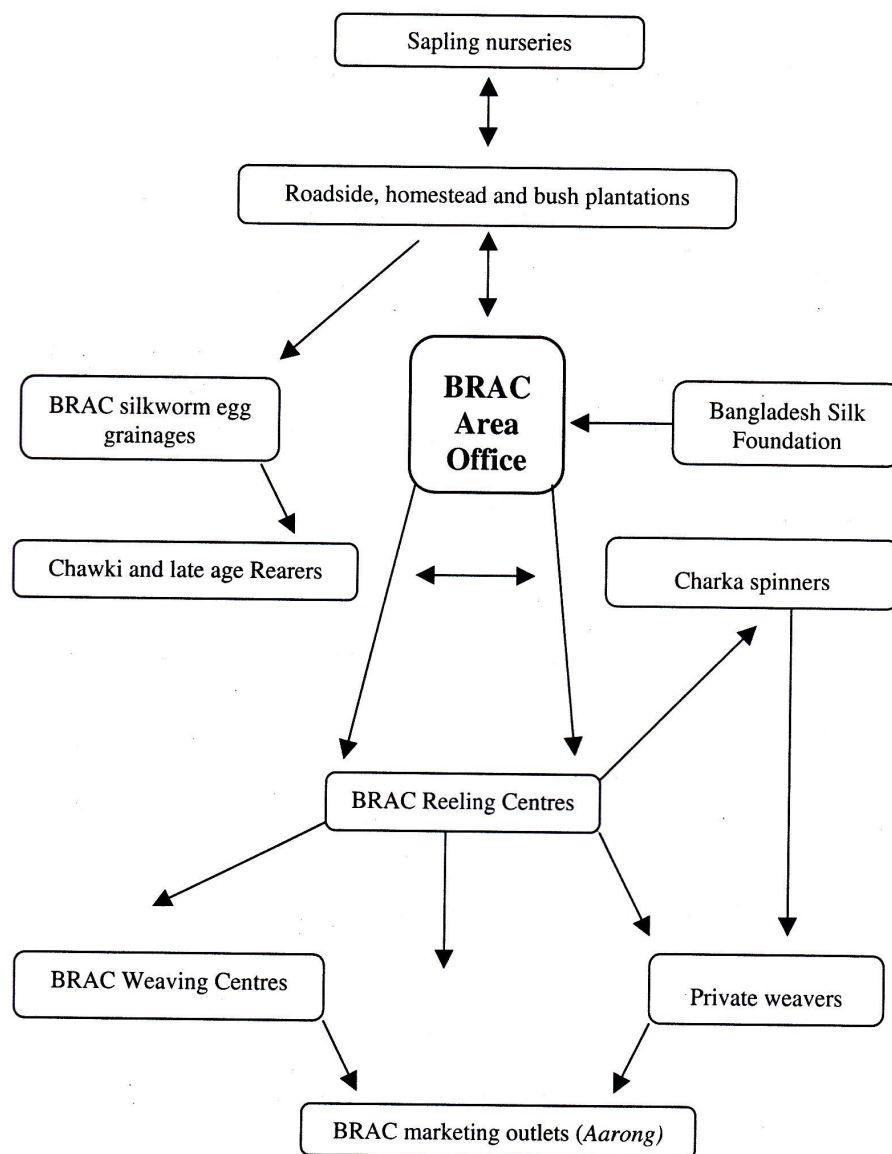 Sapling nurseries
Roadside, homestead and bush plantations
BRAC
Area
Office
BRAC silkworm egg
grainages
Bangladesh Silk
Foundation
Chawki and late age Rearers
Charka spinners
BRAC Reeling Centres
BRAC Weaving Centres
Private weavers
BRAC marketing outlets (Aarong)